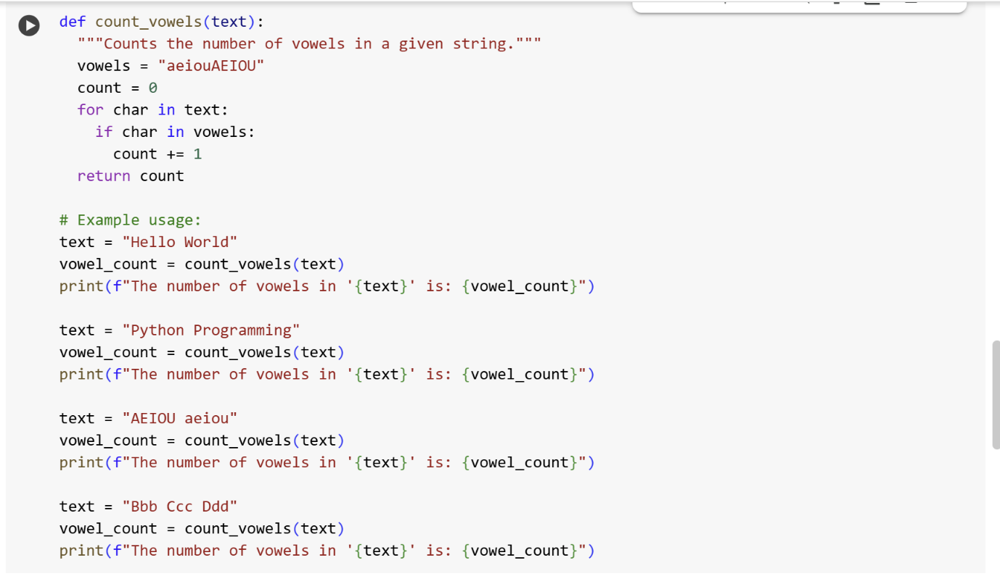 def count_vowels(text):
  """Counts the number of vowels in a given string."""
  vowels = "aeiouAEIOU"
  count = 0
  for char in text:
    if char in vowels:
      count += 1
  return count

# Example usage:
text = "Hello World"
vowel_count = count_vowels(text)
print(f"The number of vowels in '{text}' is: {vowel_count}")

text = "Python Programming"
vowel_count = count_vowels(text)
print(f"The number of vowels in '{text}' is: {vowel_count}")

text = "AEIOU aeiou"
vowel_count = count_vowels(text)
print(f"The number of vowels in '{text}' is: {vowel_count}")

text = "Bbb Ccc Ddd"
vowel_count = count_vowels(text)
print(f"The number of vowels in '{text}' is: {vowel_count}")